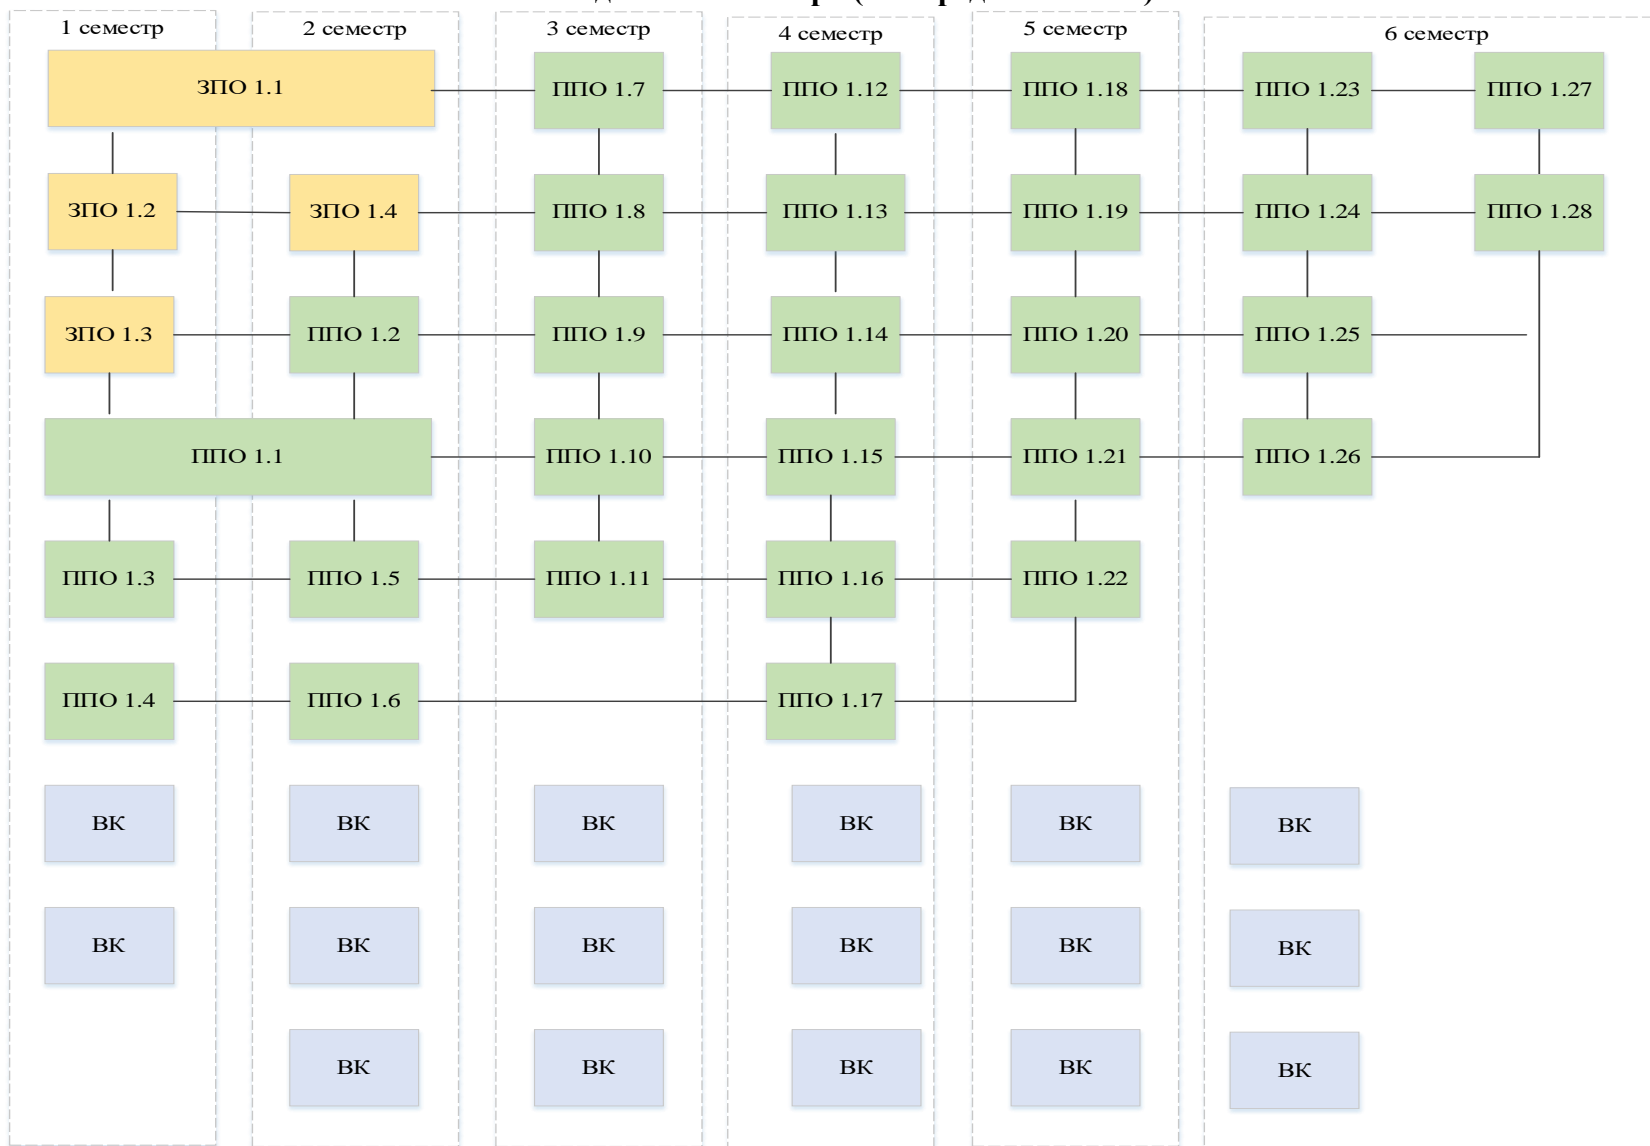 1 семестр 2 семестр 3 семестр 4 семестр 5 семестр 6 семестр
ЗПО 1.1 ППО 1.7 ППО 1.12 ППО 1.18 ППО 1.23 ППО 1.27
ЗПО 1.2 ЗПО 1.4 ППО 1.8 ППО 1.13 ППО 1.19 ППО 1.24 ППО 1.28
ЗПО 1.3 ППО 1.2 ППО 1.9 ППО 1.14 ППО 1.20 ППО 1.25
ППО 1.1 ППО 1.10 ППО 1.15 ППО 1.21 ППО 1.26
ППО 1.3 ППО 1.5 ППО 1.11 ППО 1.16 ППО 1.22
ППО 1.4 ППО 1.6 ППО 1.17
ВК ВК ВК ВК ВК ВК
ВК ВК ВК ВК ВК ВК
ВК ВК ВК ВК ВК